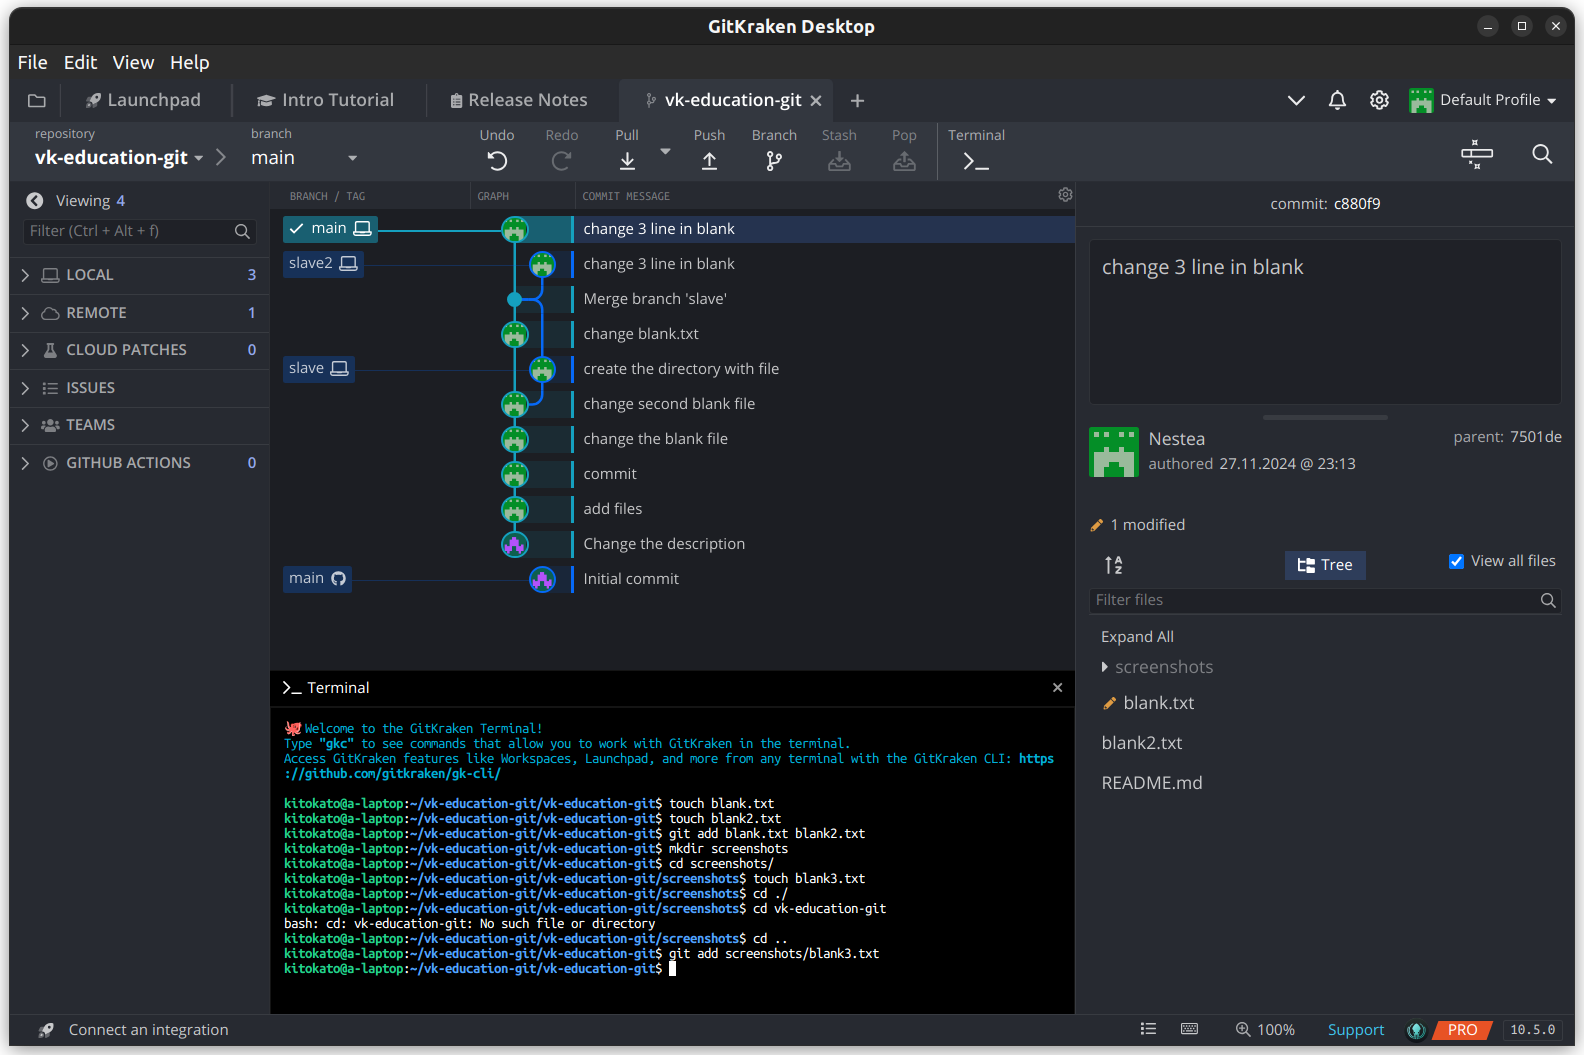 GitKraken Desktop
File Edit View Help
Launchpad Intro Tutorial Release Notes vk-education-git Default Profile
repository branch Undo Redo Pull Push Branch Stash Pop Terminal
vk-education-git main
Viewing 4
Filter (Ctrl + Alt + f)
LOCAL 3
REMOTE 1
CLOUD PATCHES 0
ISSUES
TEAMS
GITHUB ACTIONS 0
BRANCH / TAG GRAPH COMMIT MESSAGE
main change 3 line in blank
slave2 change 3 line in blank
Merge branch 'slave'
change blank.txt
slave create the directory with file
change second blank file
change the blank file
commit
add files
Change the description
main Initial commit
Terminal
Welcome to the GitKraken Terminal!
Type "gkc" to see commands that allow you to work with GitKraken in the terminal.
Access GitKraken features like Workspaces, Launchpad, and more from any terminal with the GitKraken CLI: https
://github.com/gitkraken/gk-cli/
kitokato@a-laptop:~/vk-education-git/vk-education-git$ touch blank.txt
kitokato@a-laptop:~/vk-education-git/vk-education-git$ touch blank2.txt
kitokato@a-laptop:~/vk-education-git/vk-education-git$ git add blank.txt blank2.txt
kitokato@a-laptop:~/vk-education-git/vk-education-git$ mkdir screenshots
kitokato@a-laptop:~/vk-education-git/vk-education-git$ cd screenshots/
kitokato@a-laptop:~/vk-education-git/vk-education-git/screenshots$ touch blank3.txt
kitokato@a-laptop:~/vk-education-git/vk-education-git/screenshots$ cd ./
kitokato@a-laptop:~/vk-education-git/vk-education-git/screenshots$ cd vk-education-git
bash: cd: vk-education-git: No such file or directory
kitokato@a-laptop:~/vk-education-git/vk-education-git/screenshots$ cd ..
kitokato@a-laptop:~/vk-education-git/vk-education-git$ git add screenshots/blank3.txt
kitokato@a-laptop:~/vk-education-git/vk-education-git$
commit: c880f9
change 3 line in blank
Nestea parent: 7501de
authored 27.11.2024 @ 23:13
1 modified
Tree View all files
Filter files
Expand All
screenshots
blank.txt
blank2.txt
README.md
Connect an integration 100% Support PRO 10.5.0